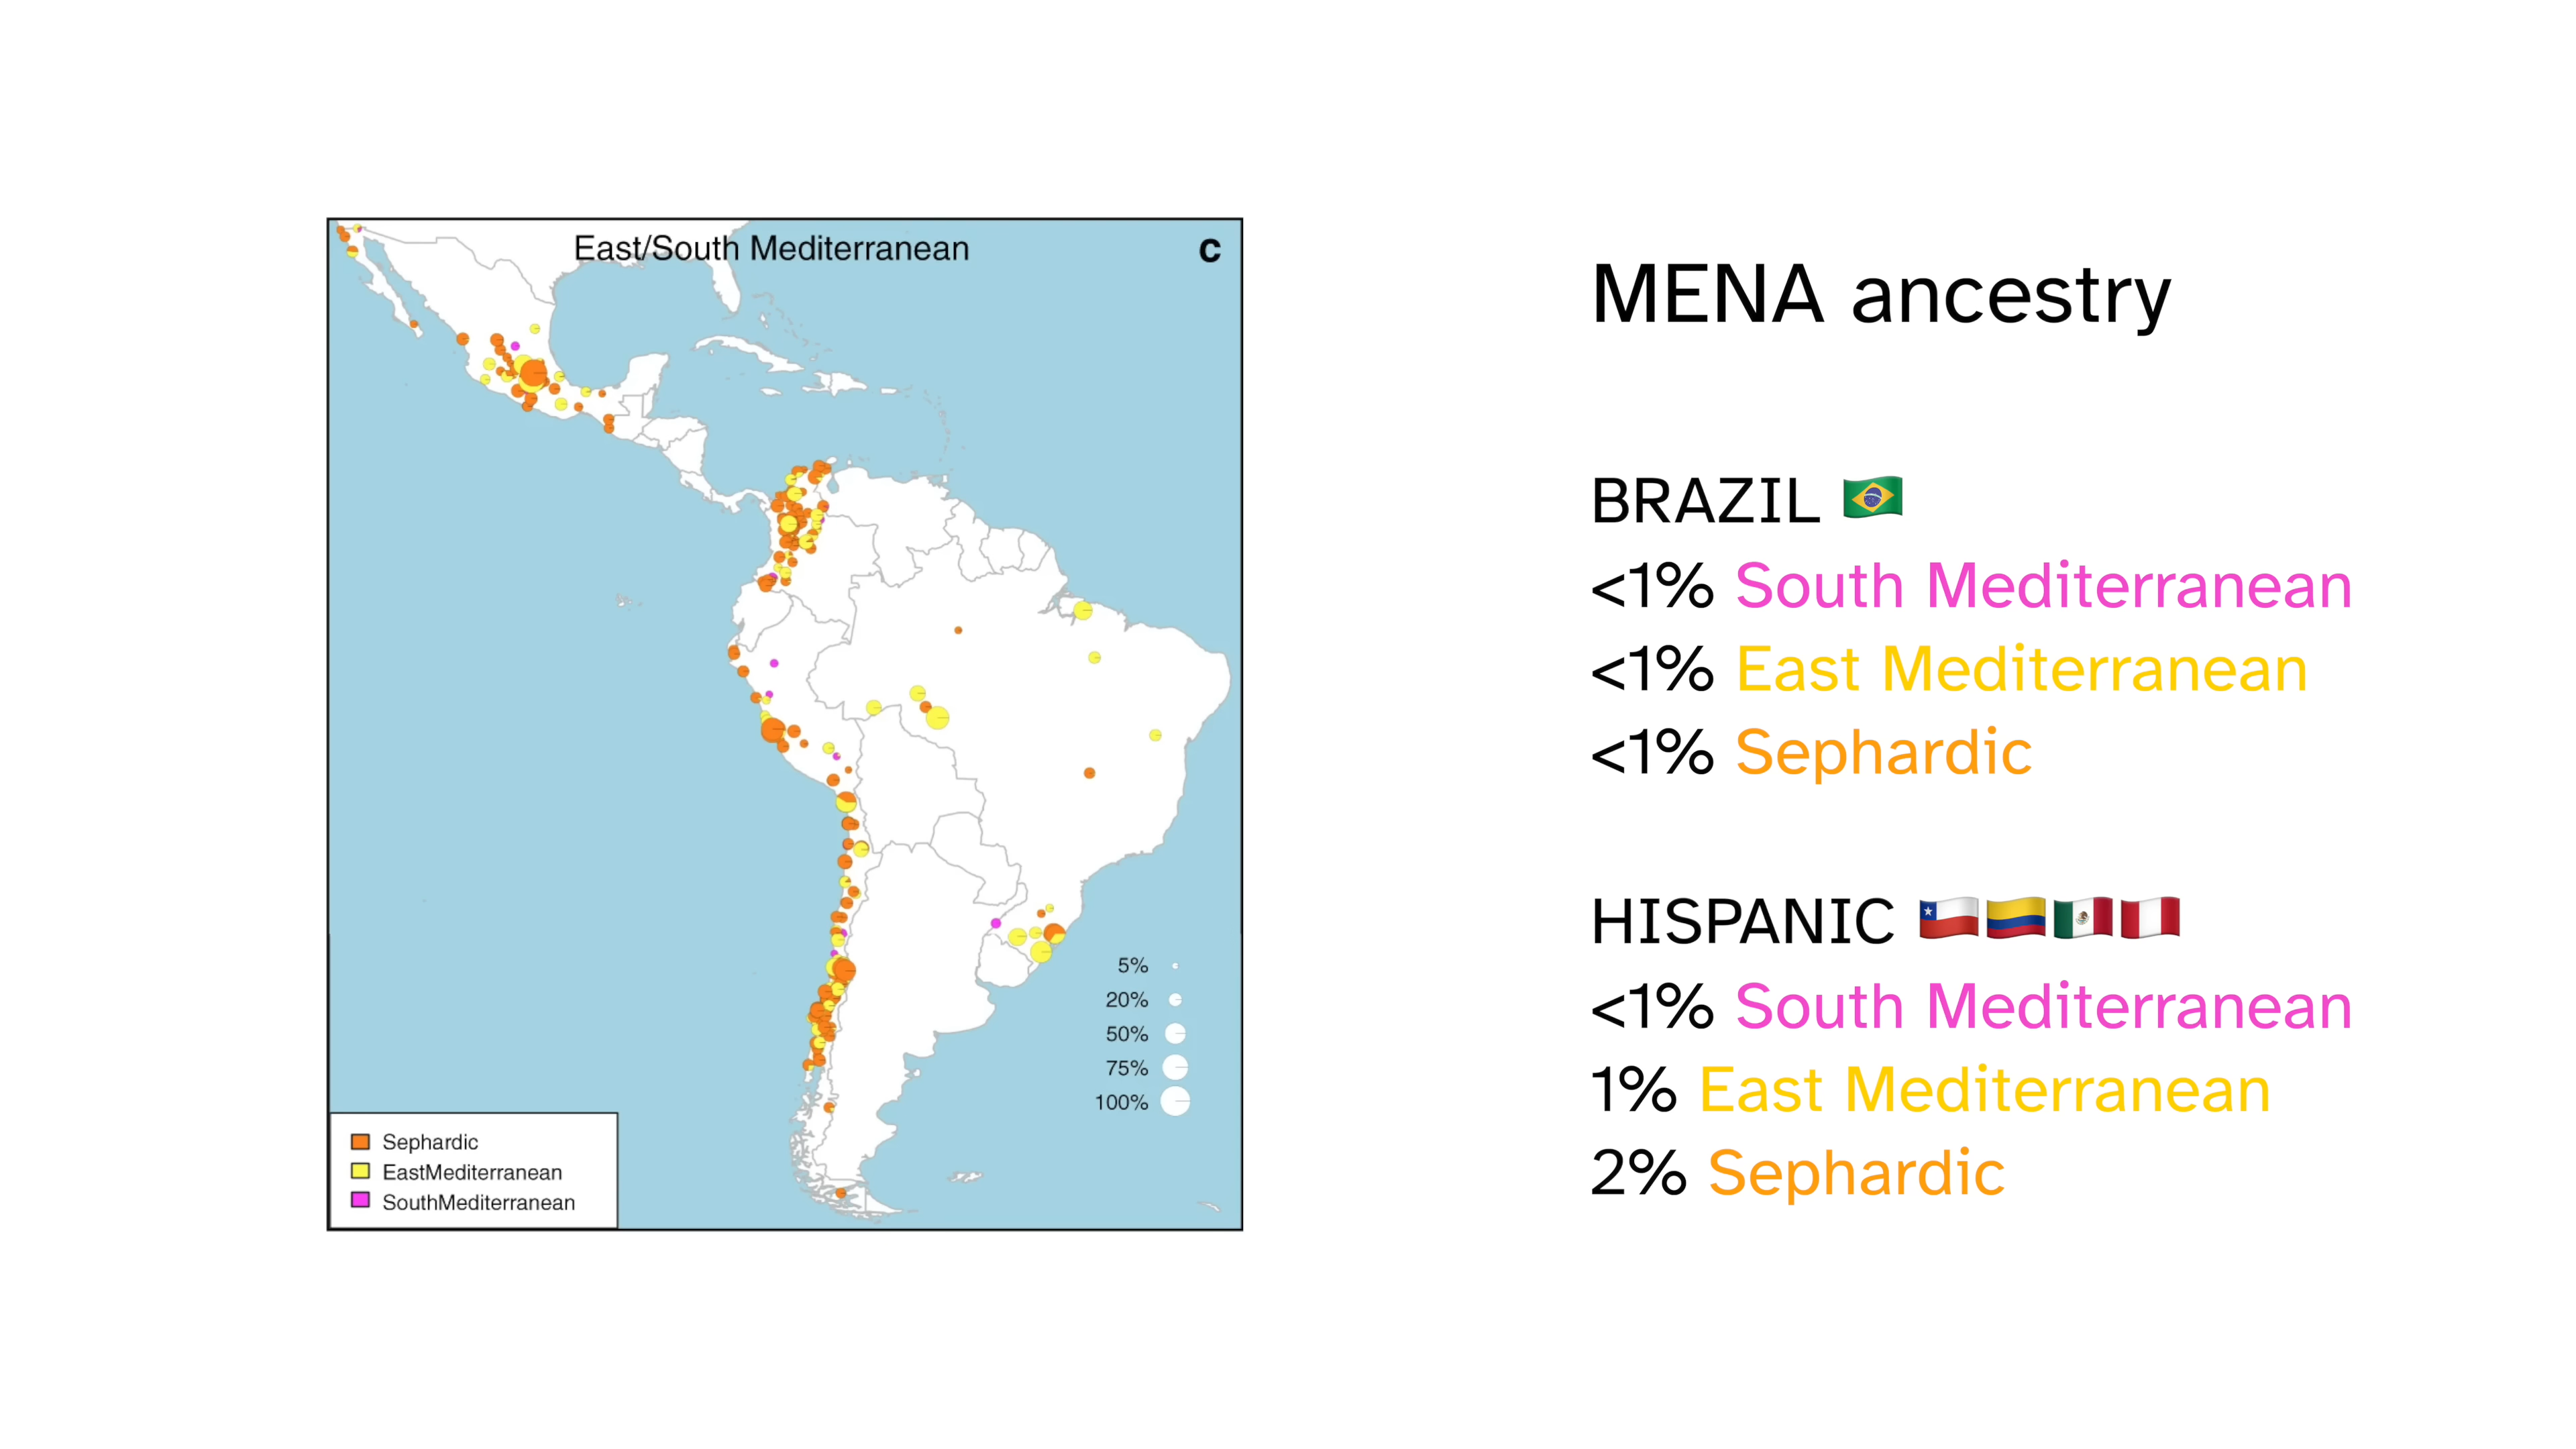 East/South Mediterranean
c
5%
20%
50%
75%
100%
Sephardic
EastMediterranean
SouthMediterranean
MENA ancestry
BRAZIL
<1% South Mediterranean
<1% East Mediterranean
<1% Sephardic
HISPANIC
<1% South Mediterranean
1% East Mediterranean
2% Sephardic